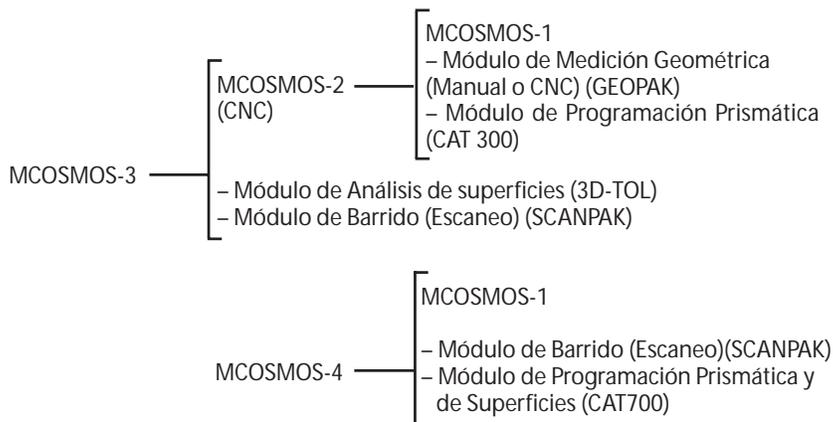 MCOSMOS-1
– Módulo de Medición Geométrica
(Manual o CNC) (GEOPAK)
– Módulo de Programación Prismática
(CAT 300)
MCOSMOS-2
(CNC)
MCOSMOS-3
– Módulo de Análisis de superficies (3D-TOL)
– Módulo de Barrido (Escaneo) (SCANPAK)
MCOSMOS-1
– Módulo de Barrido (Escaneo)(SCANPAK)
MCOSMOS-4
– Módulo de Programación Prismática y
de Superficies (CAT700)